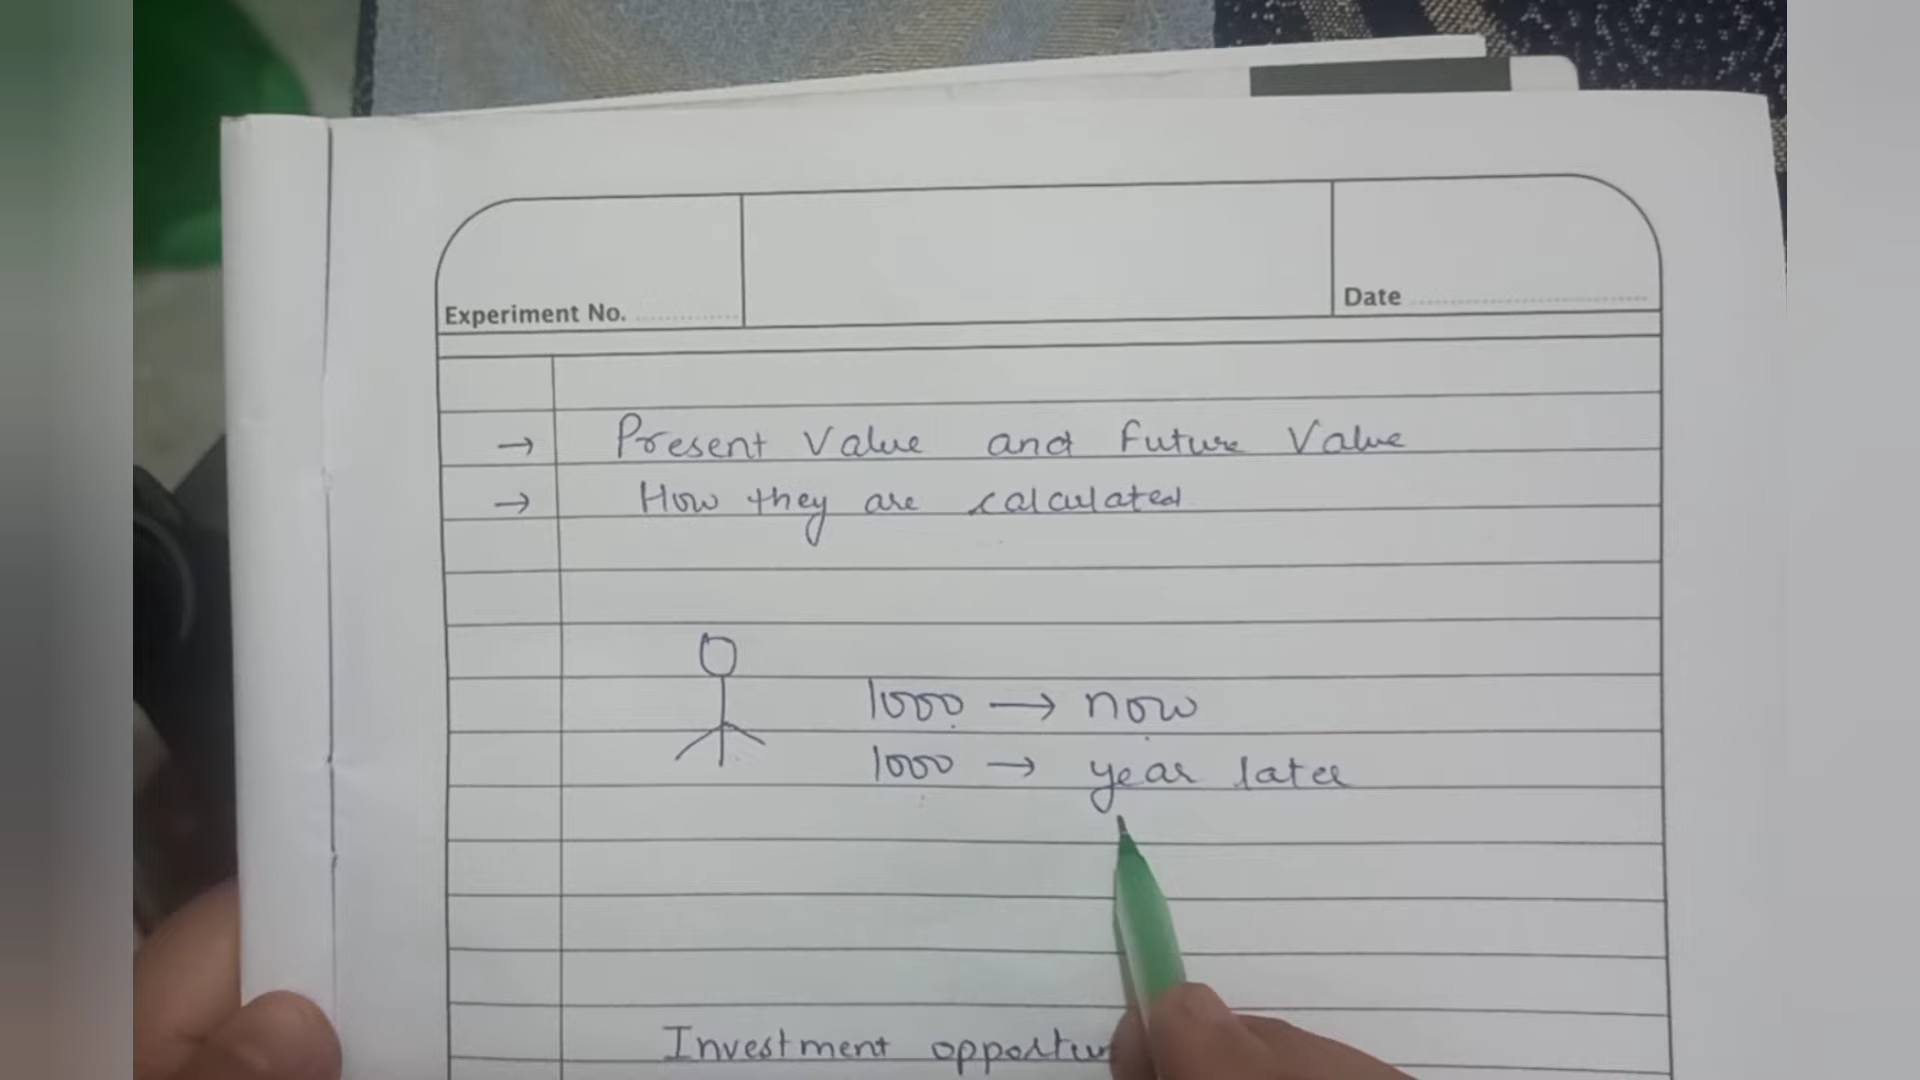 Experiment No.
Date
→ Present Value and Future Value
→ How they are calculated
1000 → now
1000 → year later
Investment